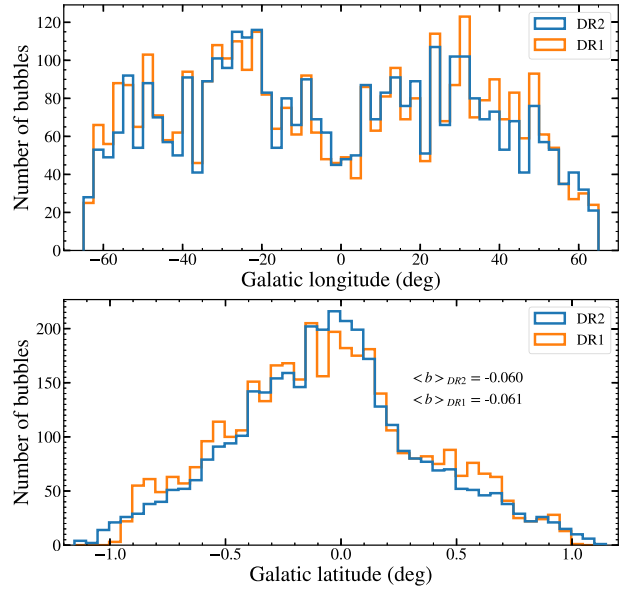 DR2
DR1
Number of bubbles
120
100
80
60
40
20
0
−60 −40 −20 0 20 40 60
Galactic longitude (deg)
DR2
DR1
<b> DR2 = -0.060
<b> DR1 = -0.061
Number of bubbles
200
150
100
50
0
−1.0 −0.5 0.0 0.5 1.0
Galactic latitude (deg)